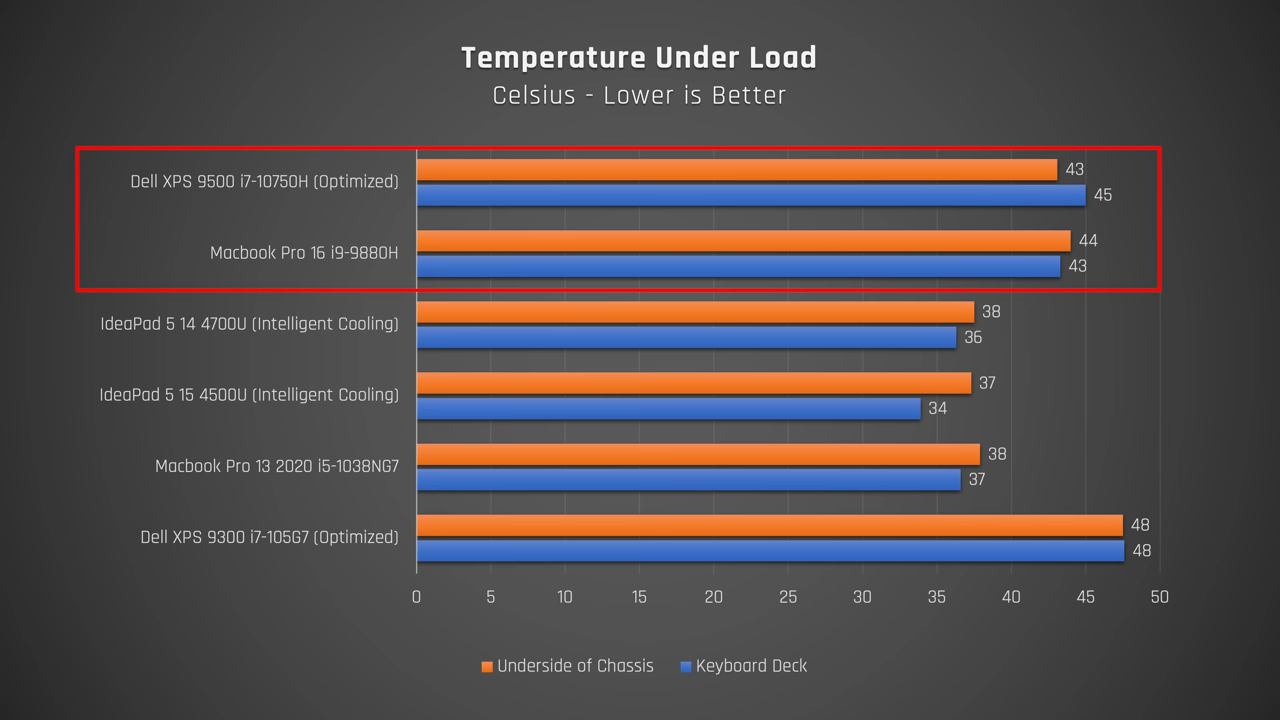 Temperature Under Load
Celsius - Lower is Better
Dell XPS 9500 i7-10750H (Optimized)
43
45
Macbook Pro 16 i9-9880H
44
43
IdeaPad 5 14 4700U (Intelligent Cooling)
38
36
IdeaPad 5 15 4500U (Intelligent Cooling)
37
34
Macbook Pro 13 2020 i5-1038NG7
38
37
Dell XPS 9300 i7-105G7 (Optimized)
48
48
0 5 10 15 20 25 30 35 40 45 50
Underside of Chassis Keyboard Deck